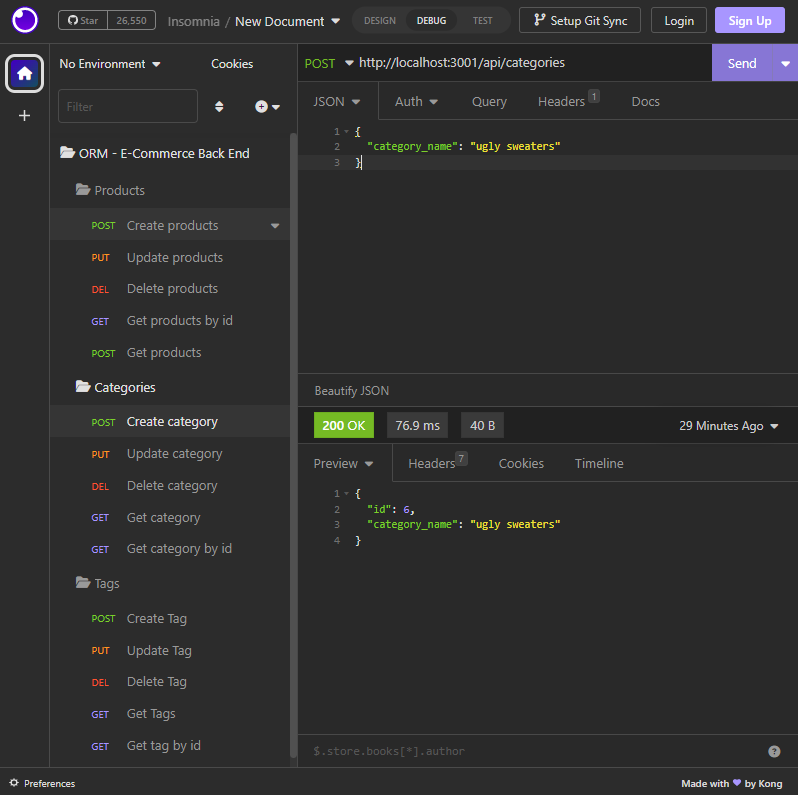 Star 26,550 Insomnia / New Document DESIGN DEBUG TEST Setup Git Sync Login Sign Up
No Environment Cookies
Filter
ORM - E-Commerce Back End
Products
POST Create products
PUT Update products
DEL Delete products
GET Get products by id
POST Get products
Categories
POST Create category
PUT Update category
DEL Delete category
GET Get category
GET Get category by id
Tags
POST Create Tag
PUT Update Tag
DEL Delete Tag
GET Get Tags
GET Get tag by id
POST http://localhost:3001/api/categories Send
JSON Auth Query Headers 1 Docs
1 {
2 "category_name": "ugly sweaters"
3 }
Beautify JSON
200 OK 76.9 ms 40 B 29 Minutes Ago
Preview Headers 7 Cookies Timeline
1 {
2 "id": 6,
3 "category_name": "ugly sweaters"
4 }
$.store.books[*].author ?
Preferences Made with ♥ by Kong